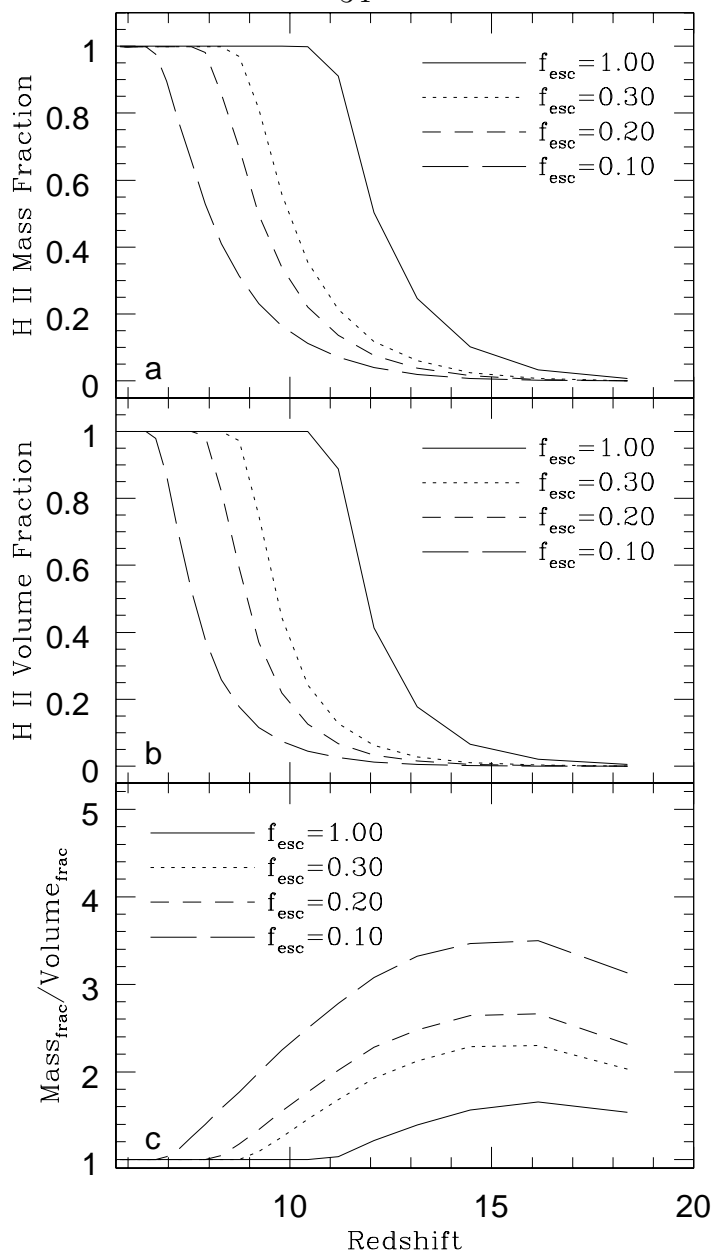 1
0.8
0.6
0.4
0.2
0
H II Mass Fraction
f_esc=1.00
f_esc=0.30
f_esc=0.20
f_esc=0.10
a
1
0.8
0.6
0.4
0.2
0
H II Volume Fraction
f_esc=1.00
f_esc=0.30
f_esc=0.20
f_esc=0.10
b
5
4
3
2
1
Mass_frac/Volume_frac
f_esc=1.00
f_esc=0.30
f_esc=0.20
f_esc=0.10
c
10 15 20
Redshift